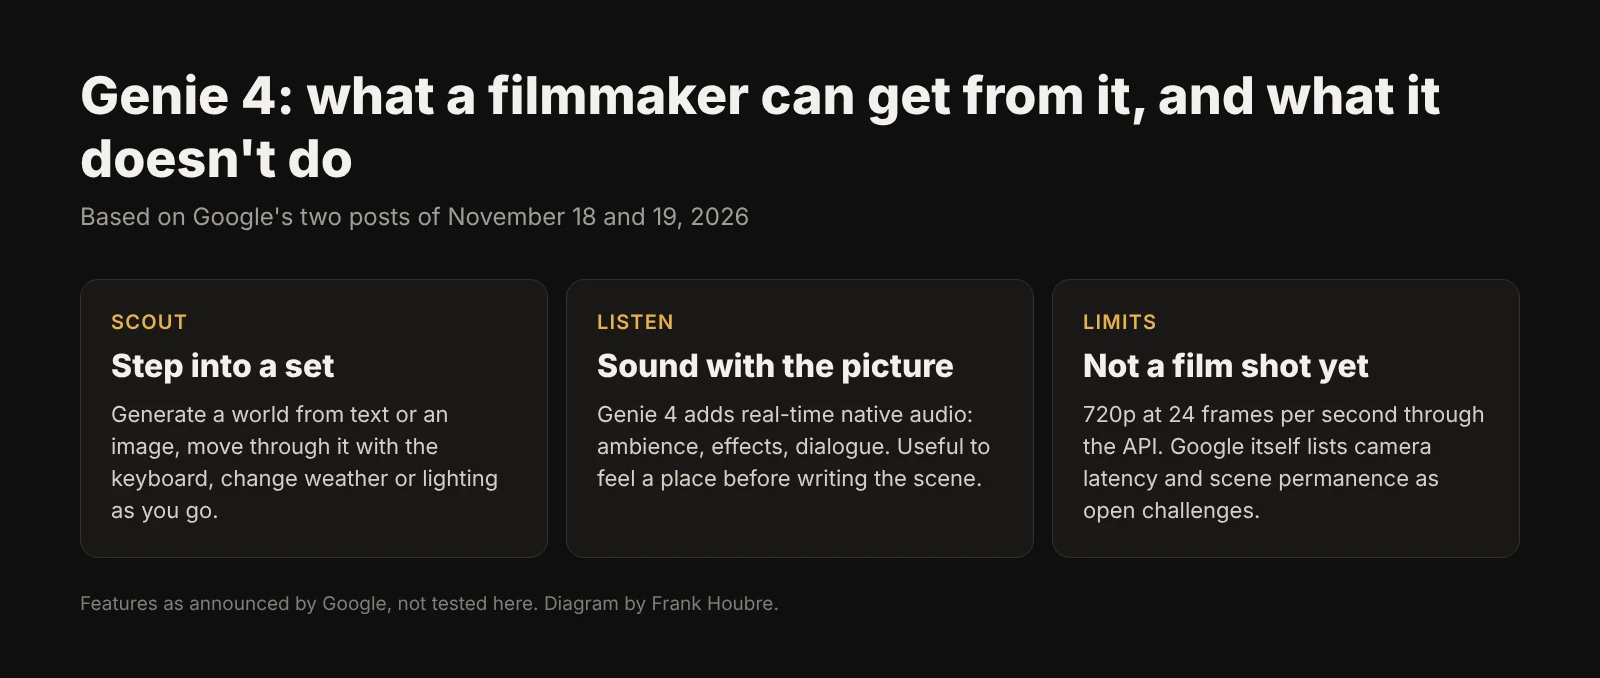 Genie 4: what a filmmaker can get from it, and what it
doesn't do
Based on Google's two posts of November 18 and 19, 2026
SCOUT
Step into a set
Generate a world from text or an
image, move through it with the
keyboard, change weather or lighting
as you go.
LISTEN
Sound with the picture
Genie 4 adds real-time native audio:
ambience, effects, dialogue. Useful to
feel a place before writing the scene.
LIMITS
Not a film shot yet
720p at 24 frames per second through
the API. Google itself lists camera
latency and scene permanence as
open challenges.
Features as announced by Google, not tested here. Diagram by Frank Houbre.